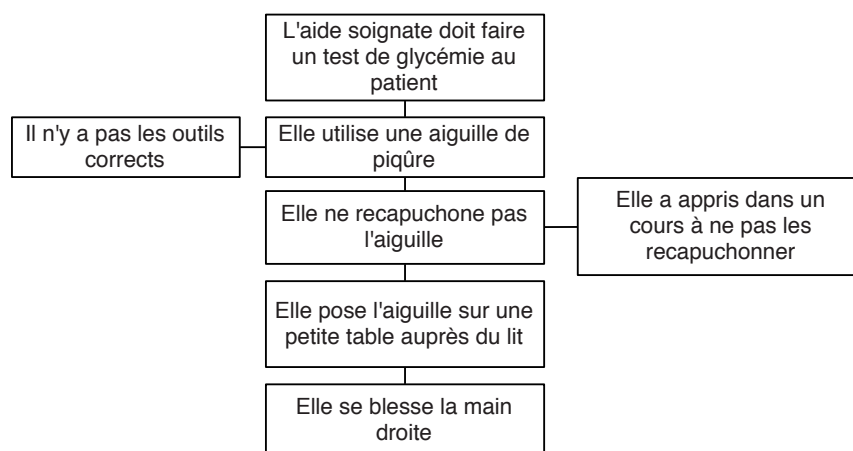 L'aide soignate doit faire
un test de glycémie au
patient
Il n'y a pas les outils
corrects
Elle utilise une aiguille de
piqûre
Elle ne recapuchone pas
l'aiguille
Elle a appris dans un
cours à ne pas les
recapuchonner
Elle pose l'aiguille sur une
petite table auprès du lit
Elle se blesse la main
droite